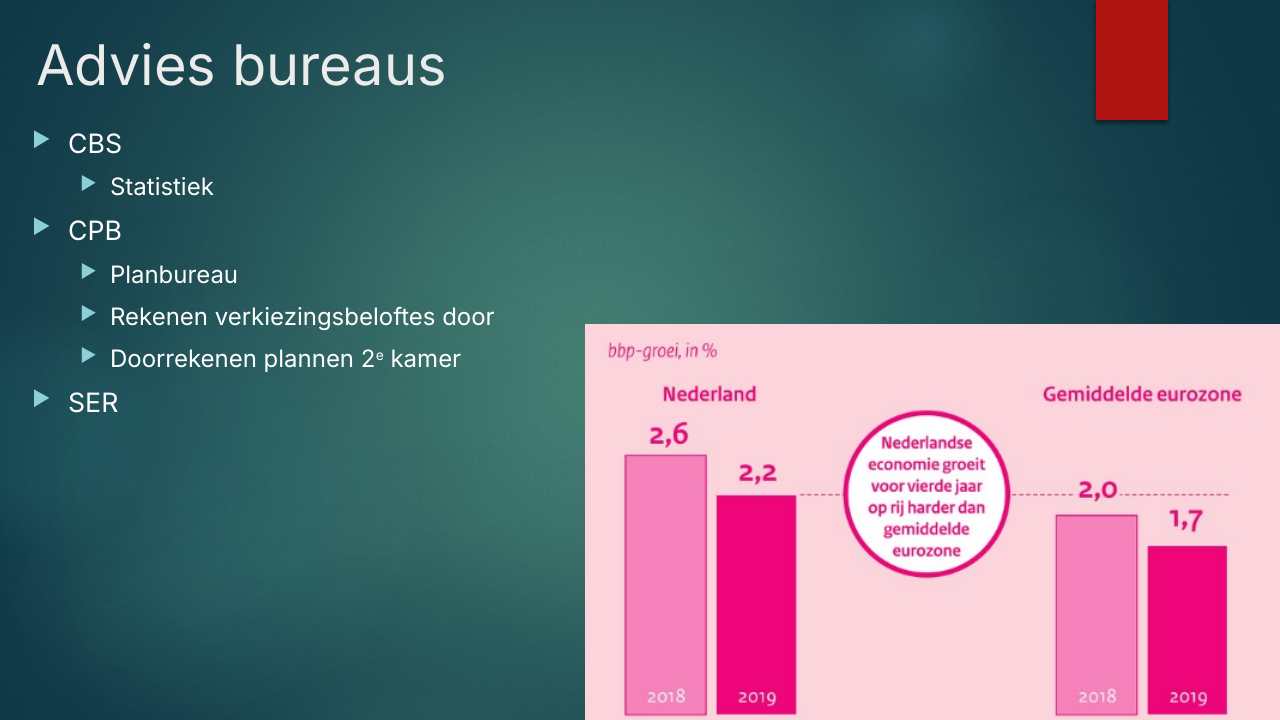 Advies bureaus
CBS
Statistiek
CPB
Planbureau
Rekenen verkiezingsbeloftes door
Doorrekenen plannen 2e kamer
SER
bbp-groei, in %
Nederland
2,6
2,2
2018
2019
Nederlandse
economie groeit
voor vierde jaar
op rij harder dan
gemiddelde
eurozone
Gemiddelde eurozone
2,0
1,7
2018
2019